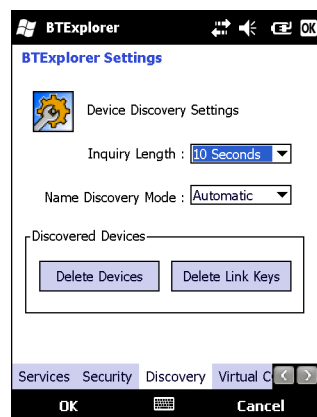 BTExplorer OK
BTExplorer Settings
Device Discovery Settings
Inquiry Length : 10 Seconds
Name Discovery Mode : Automatic
Discovered Devices
Delete Devices Delete Link Keys
Services Security Discovery Virtual C
OK Cancel